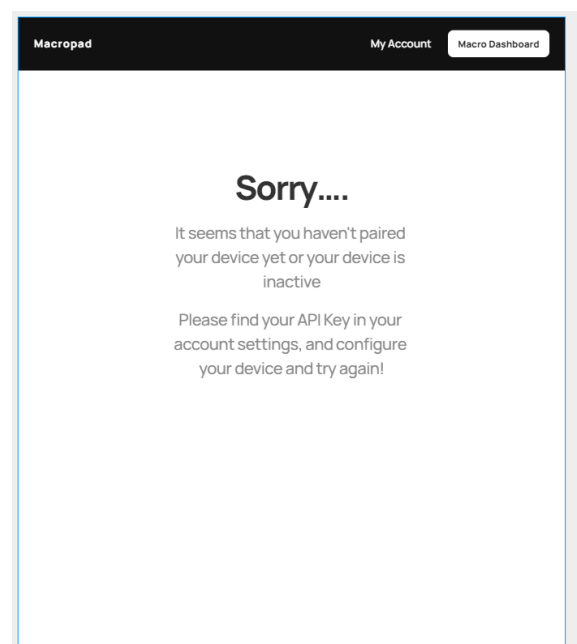 Macropad
My Account
Macro Dashboard
Sorry....
It seems that you haven't paired
your device yet or your device is
inactive
Please find your API Key in your
account settings, and configure
your device and try again!